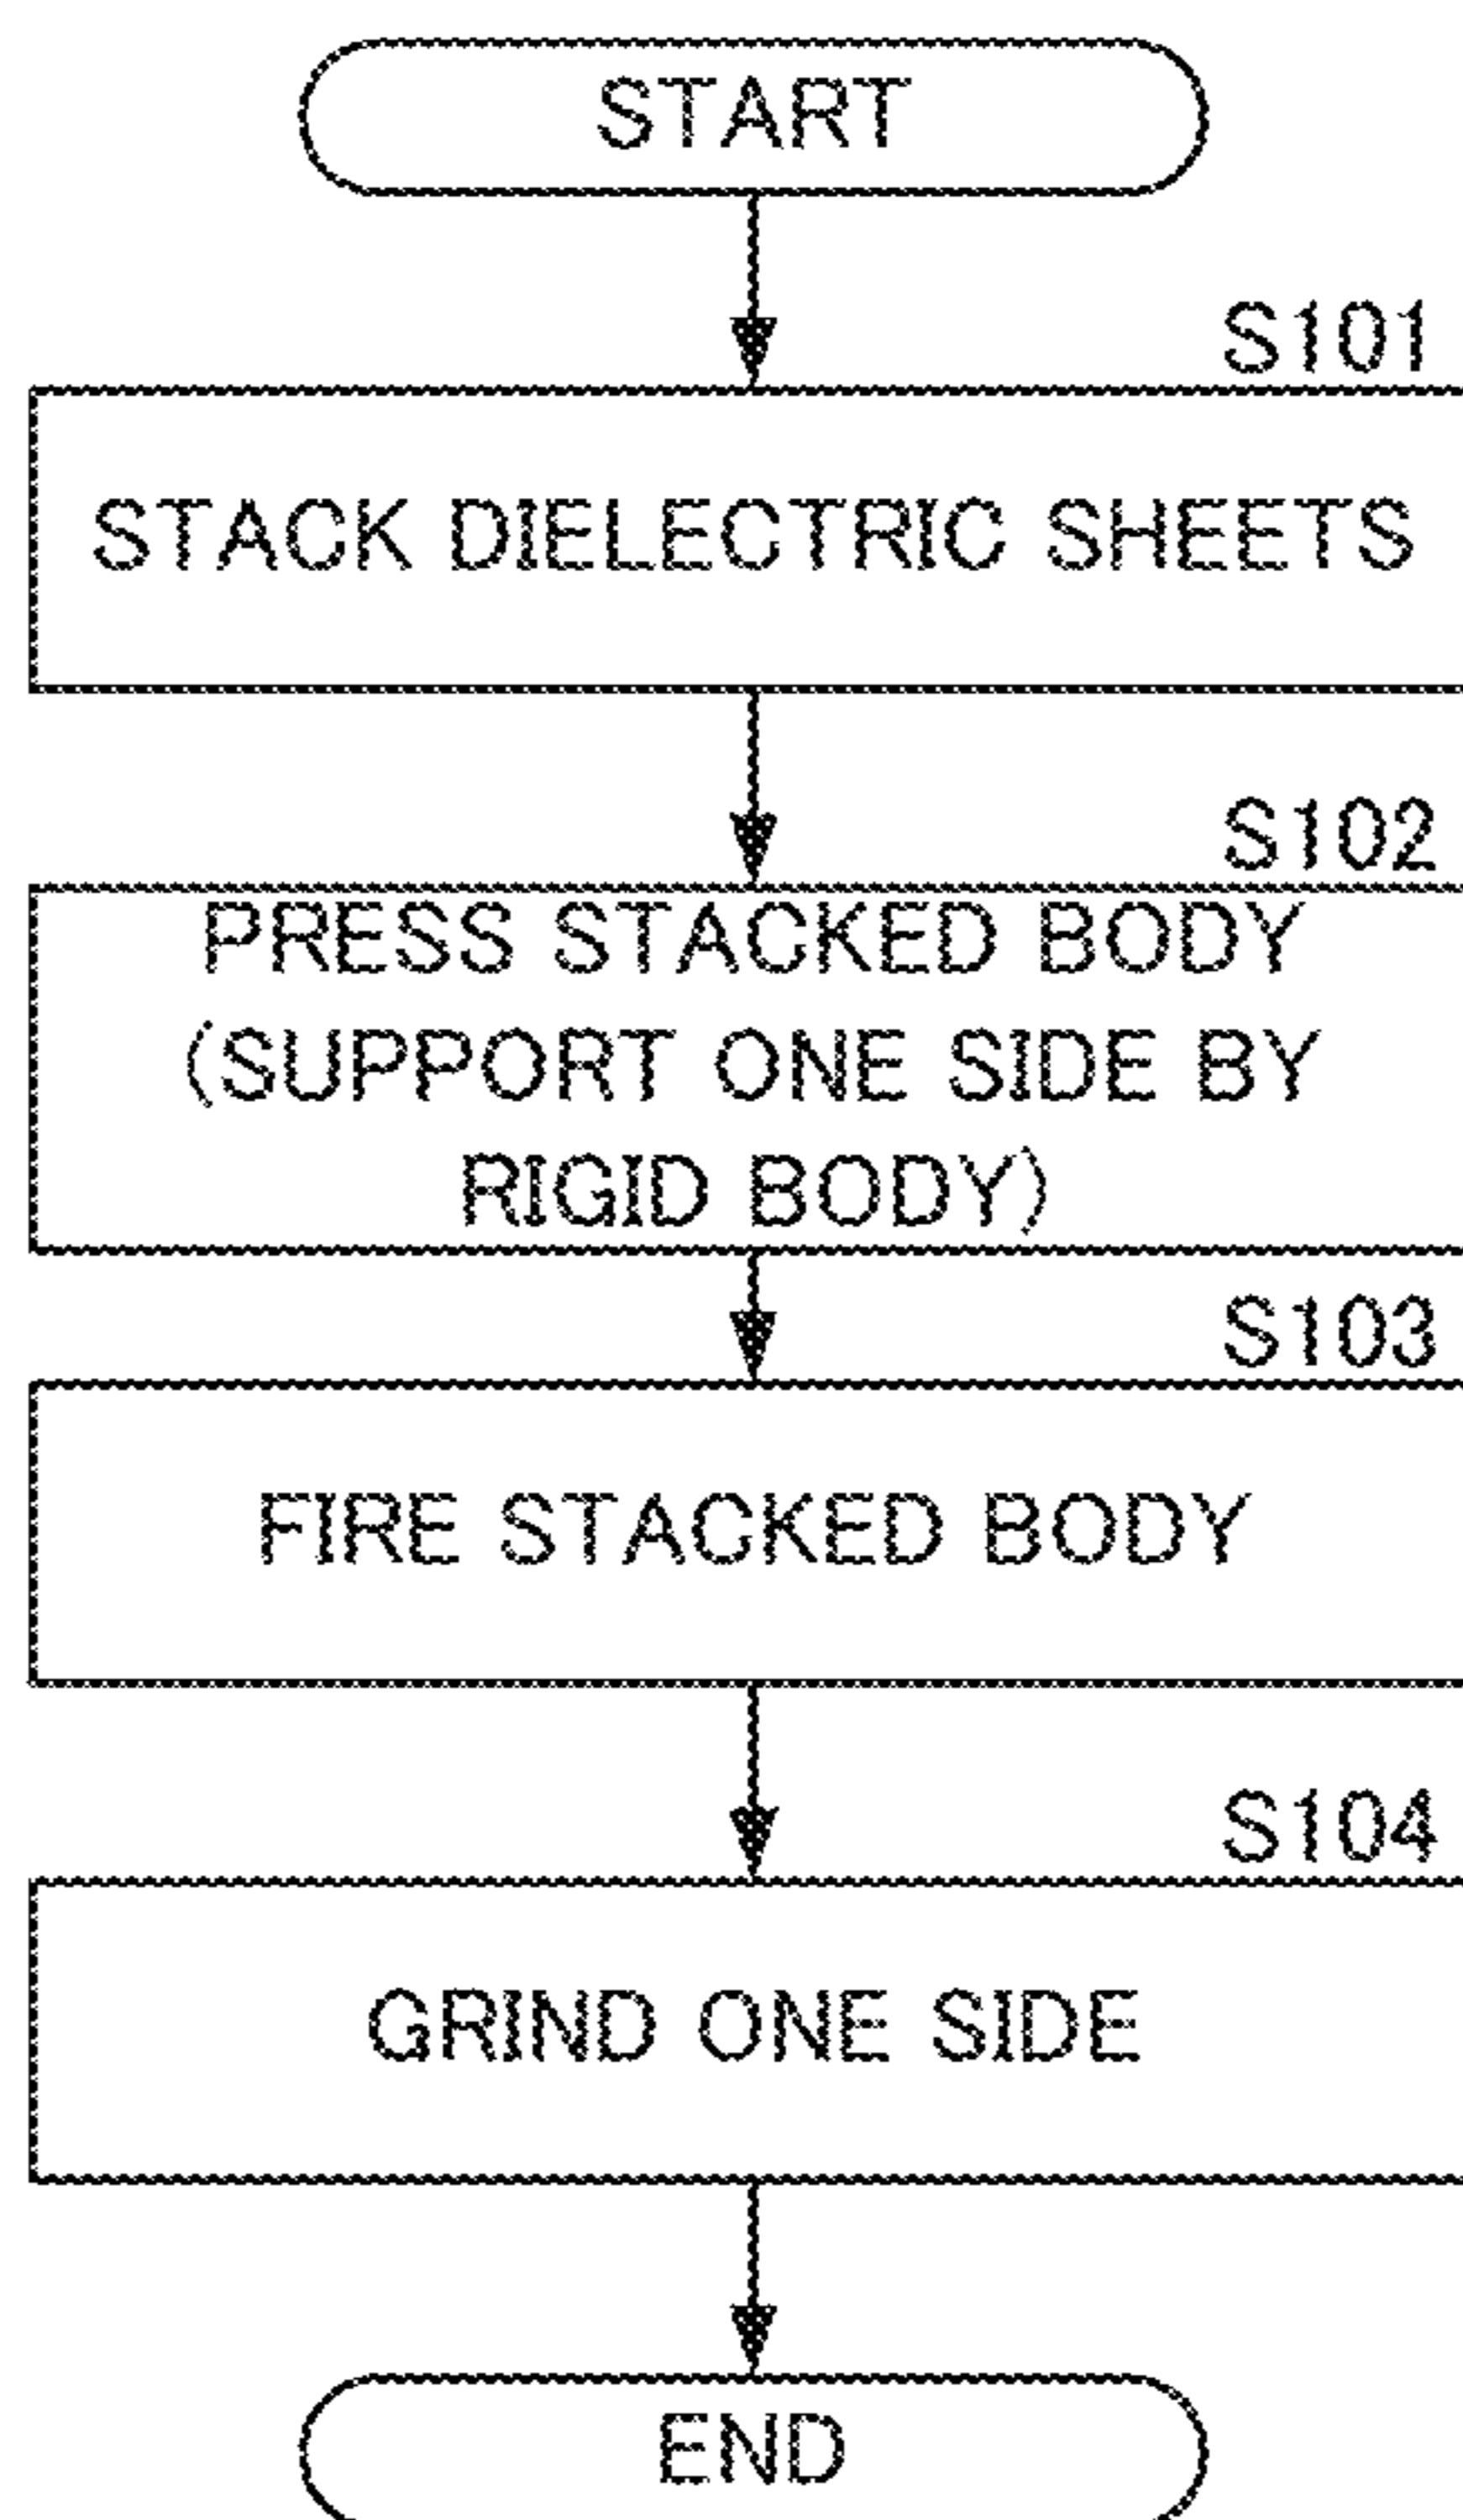 START
S101
STACK DIELECTRIC SHEETS
S102
PRESS STACKED BODY
(SUPPORT ONE SIDE BY
RIGID BODY)
S103
FIRE STACKED BODY
S104
GRIND ONE SIDE
END